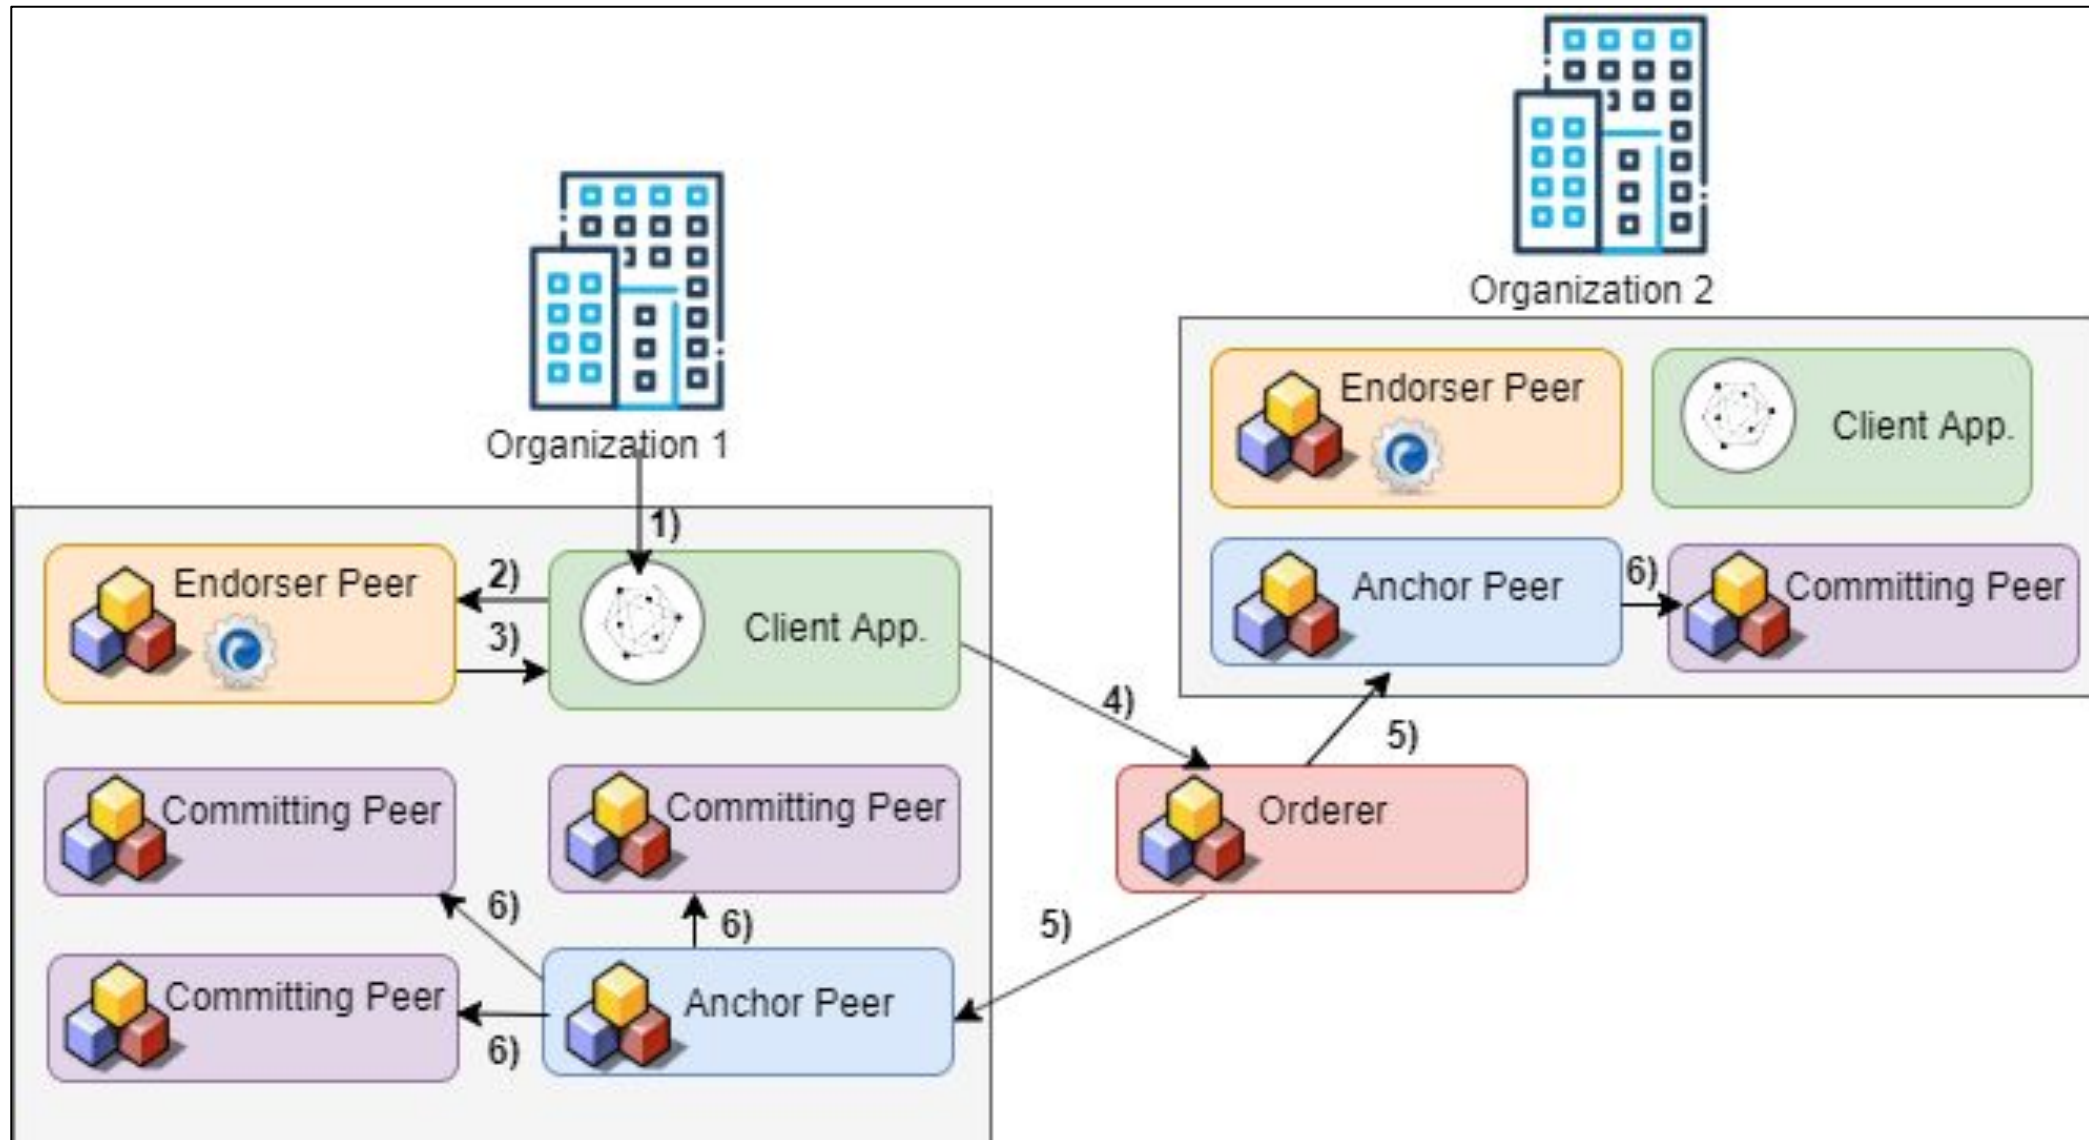 Organization 2
Endorser Peer
Client App.
Anchor Peer
6)
Committing Peer
Organization 1
1)
Endorser Peer
2)
3)
Client App.
4)
5)
Orderer
5)
Committing Peer
Committing Peer
6)
6)
Committing Peer
6)
Anchor Peer